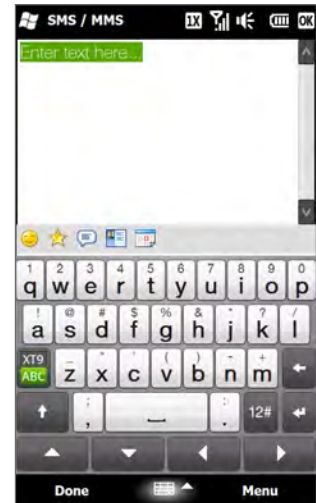 SMS / MMS 1X OK
Enter text here...
1 2 3 4 5 6 7 8 9 0
q w e r t y u i o p
! @ # $ % & * ? /
a s d f g h j k l
XT9 _ - ( ) - +
ABC z x c v b n m
; :
, . 12#
Done Menu